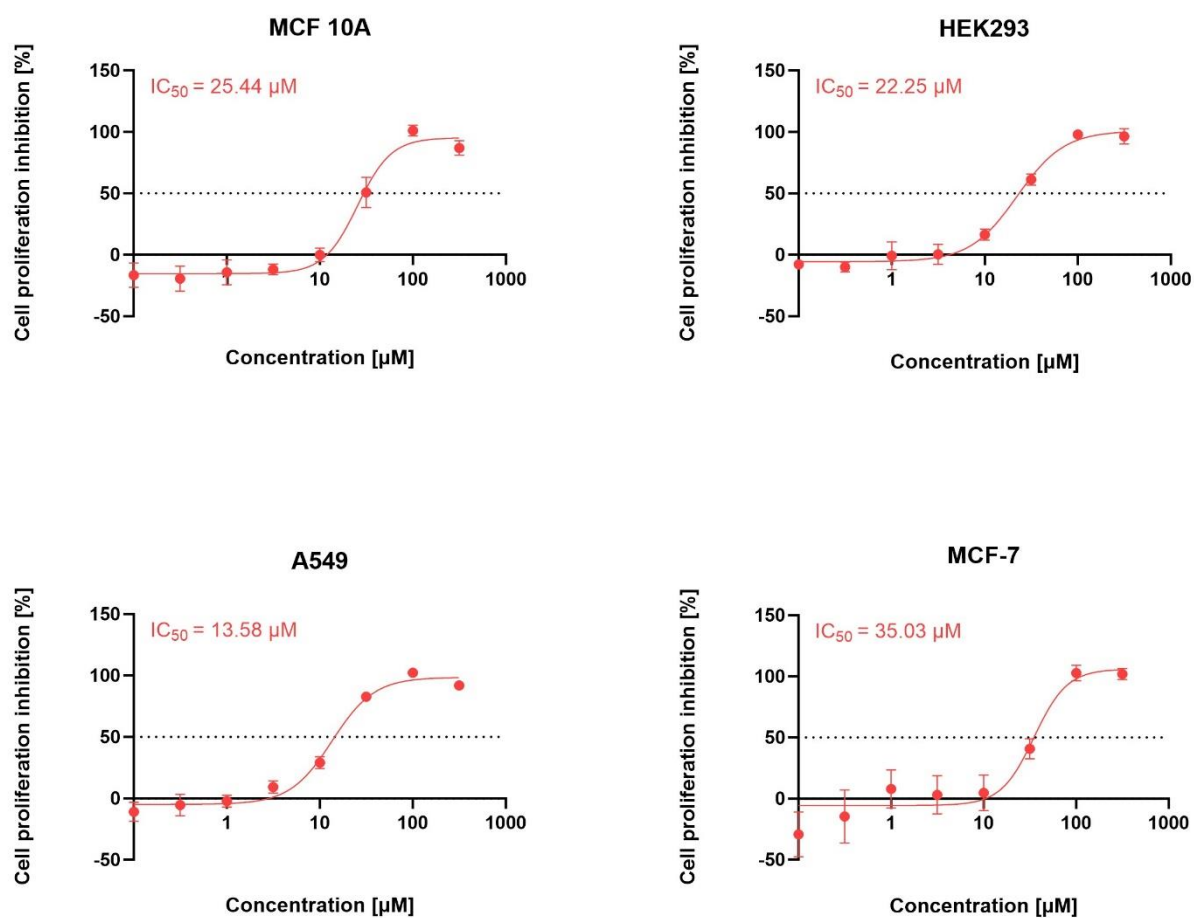 MCF 10A
Cell proliferation inhibition [%]
150
100
50
0
-50
IC50 = 25.44 µM
1
10
100
1000
Concentration [µM]
HEK293
Cell proliferation inhibition [%]
150
100
50
0
-50
IC50 = 22.25 µM
1
10
100
1000
Concentration [µM]
A549
Cell proliferation inhibition [%]
150
100
50
0
-50
IC50 = 13.58 µM
1
10
100
1000
Concentration [µM]
MCF-7
Cell proliferation inhibition [%]
150
100
50
0
-50
IC50 = 35.03 µM
1
10
100
1000
Concentration [µM]